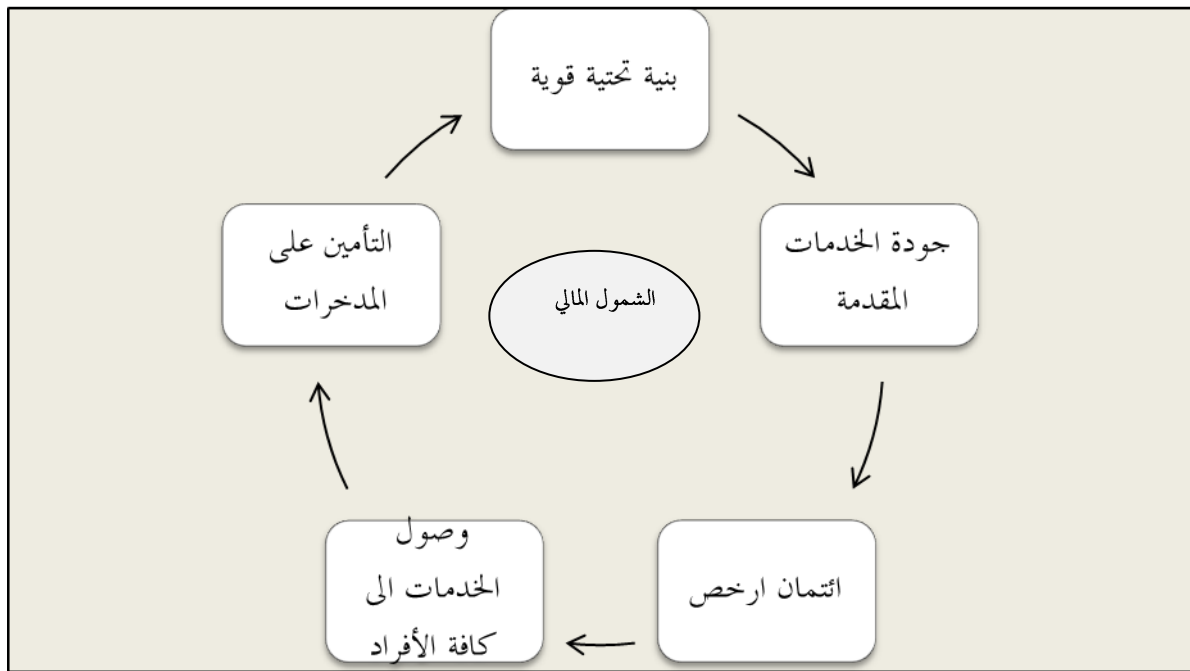 بنية تحتية قوية
جودة الخدمات
المقدمة
ائتمان ارخص
وصول
الخدمات الى
كافة الأفراد
التأمين على
المدخرات
الشمول المالي